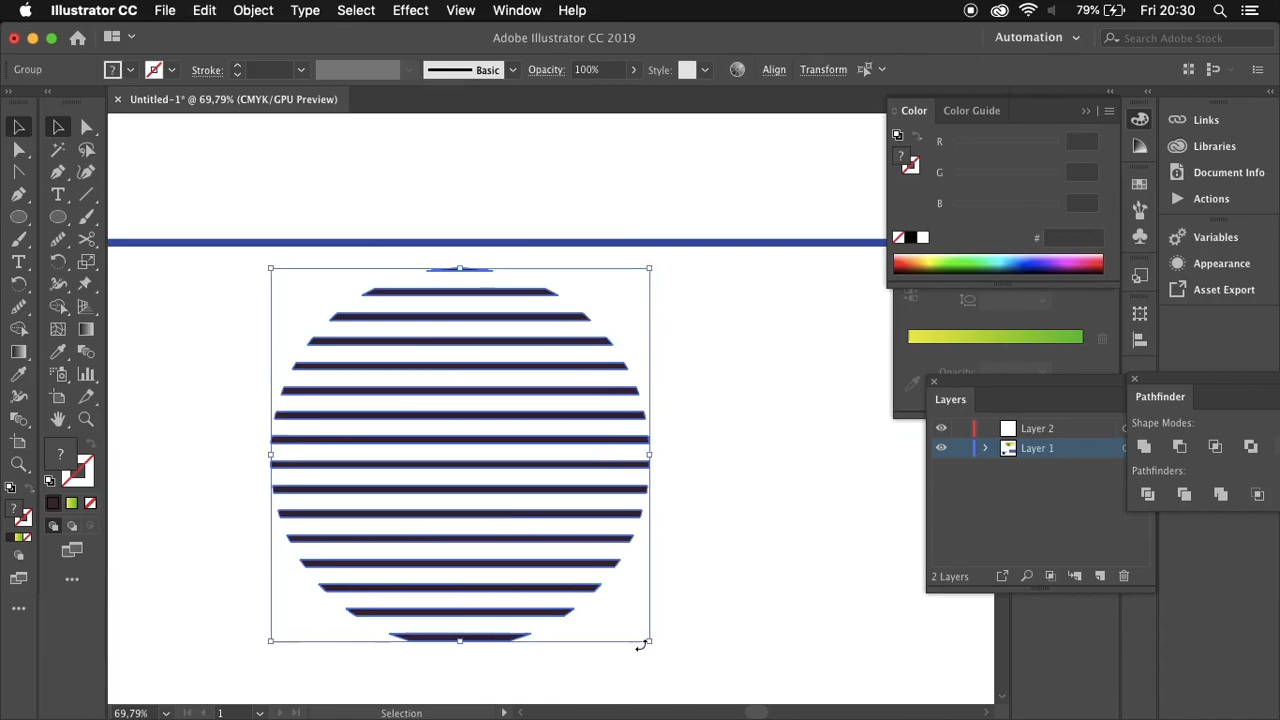 Illustrator CC File Edit Object Type Select Effect View Window Help 79% Fri 20:30
Adobe Illustrator CC 2019 Automation Search Adobe Stock
Group ? Stroke: Basic Opacity: 100% Style: Align Transform
× Untitled-1* @ 69,79% (CMYK/GPU Preview)
Color Color Guide
R
G
B
?
#
Opacity:
Links
Libraries
Document Info
Actions
Variables
Appearance
Asset Export
Layers
Layer 2
Layer 1
2 Layers
Pathfinder
Shape Modes:
Pathfinders:
?
?
69,79% 1 Selection